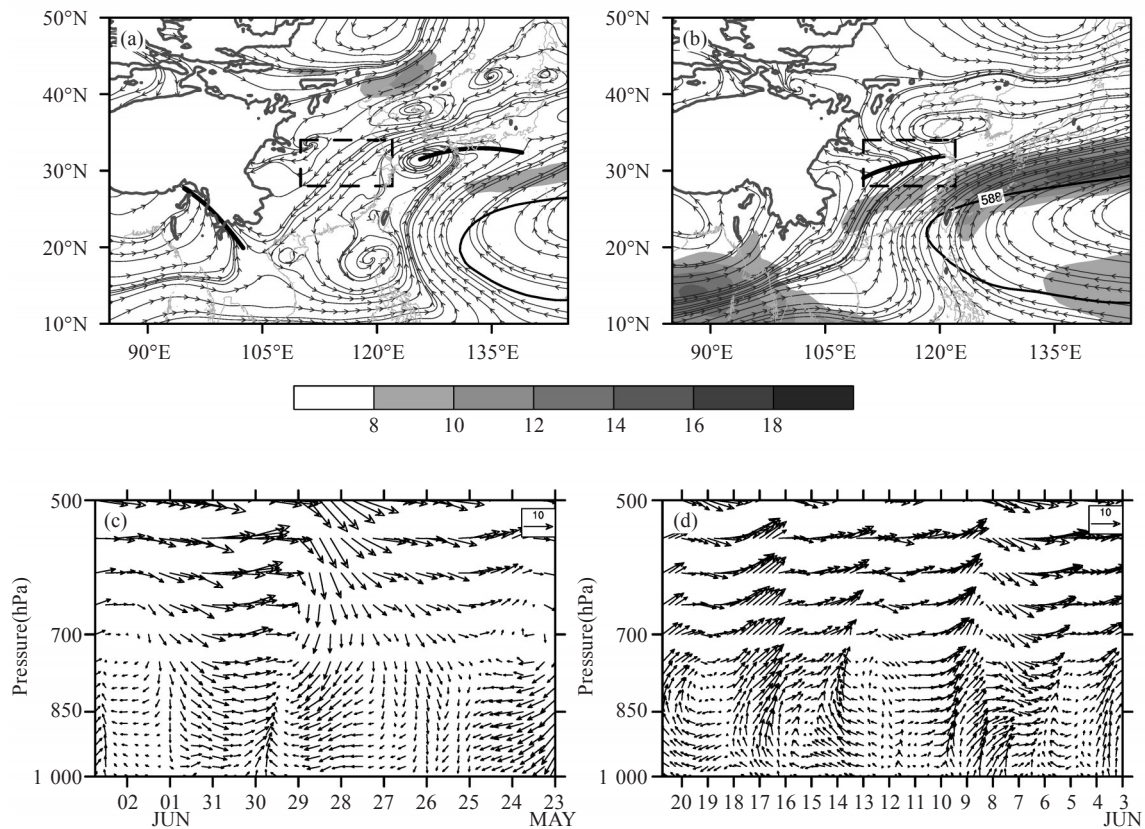 50°N (a) 50°N (b)
40°N 40°N
30°N 30°N
588
20°N 20°N
10°N 10°N
90°E 105°E 120°E 135°E 90°E 105°E 120°E 135°E
8 10 12 14 16 18
500 (c) 10 500 (d) 10
Pressure(hPa) 700 Pressure(hPa) 700
850 850
1 000 1 000
02 01 31 30 29 28 27 26 25 24 23 20 19 18 17 16 15 14 13 12 11 10 9 8 7 6 5 4 3
JUN MAY JUN